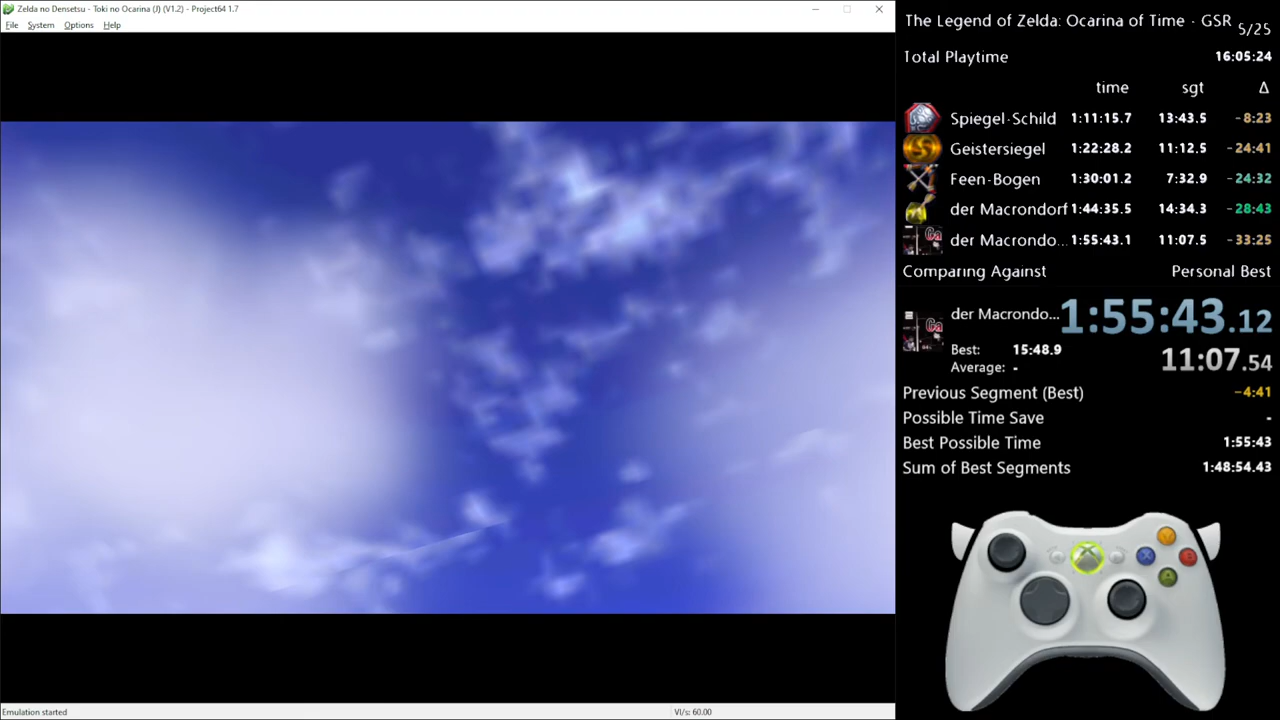 Zelda no Densetsu - Toki no Ocarina (J) (V1.2) - Project64 1.7
File System Options Help
The Legend of Zelda: Ocarina of Time · GSR 5/25
Total Playtime 16:05:24
time sgt Δ
Spiegel-Schild 1:11:15.7 13:43.5 -8:23
Geistersiegel 1:22:28.2 11:12.5 -24:41
Feen-Bogen 1:30:01.2 7:32.9 -24:32
der Macrondorf 1:44:35.5 14:34.3 -28:43
der Macrondo... 1:55:43.1 11:07.5 -33:25
Comparing Against Personal Best
der Macrondo... 1:55:43.12
Best: 15:48.9 11:07.54
Average: -
Previous Segment (Best) -4:41
Possible Time Save -
Best Possible Time 1:55:43
Sum of Best Segments 1:48:54.43
Y
X B
A
Emulation started VI/s: 60.00